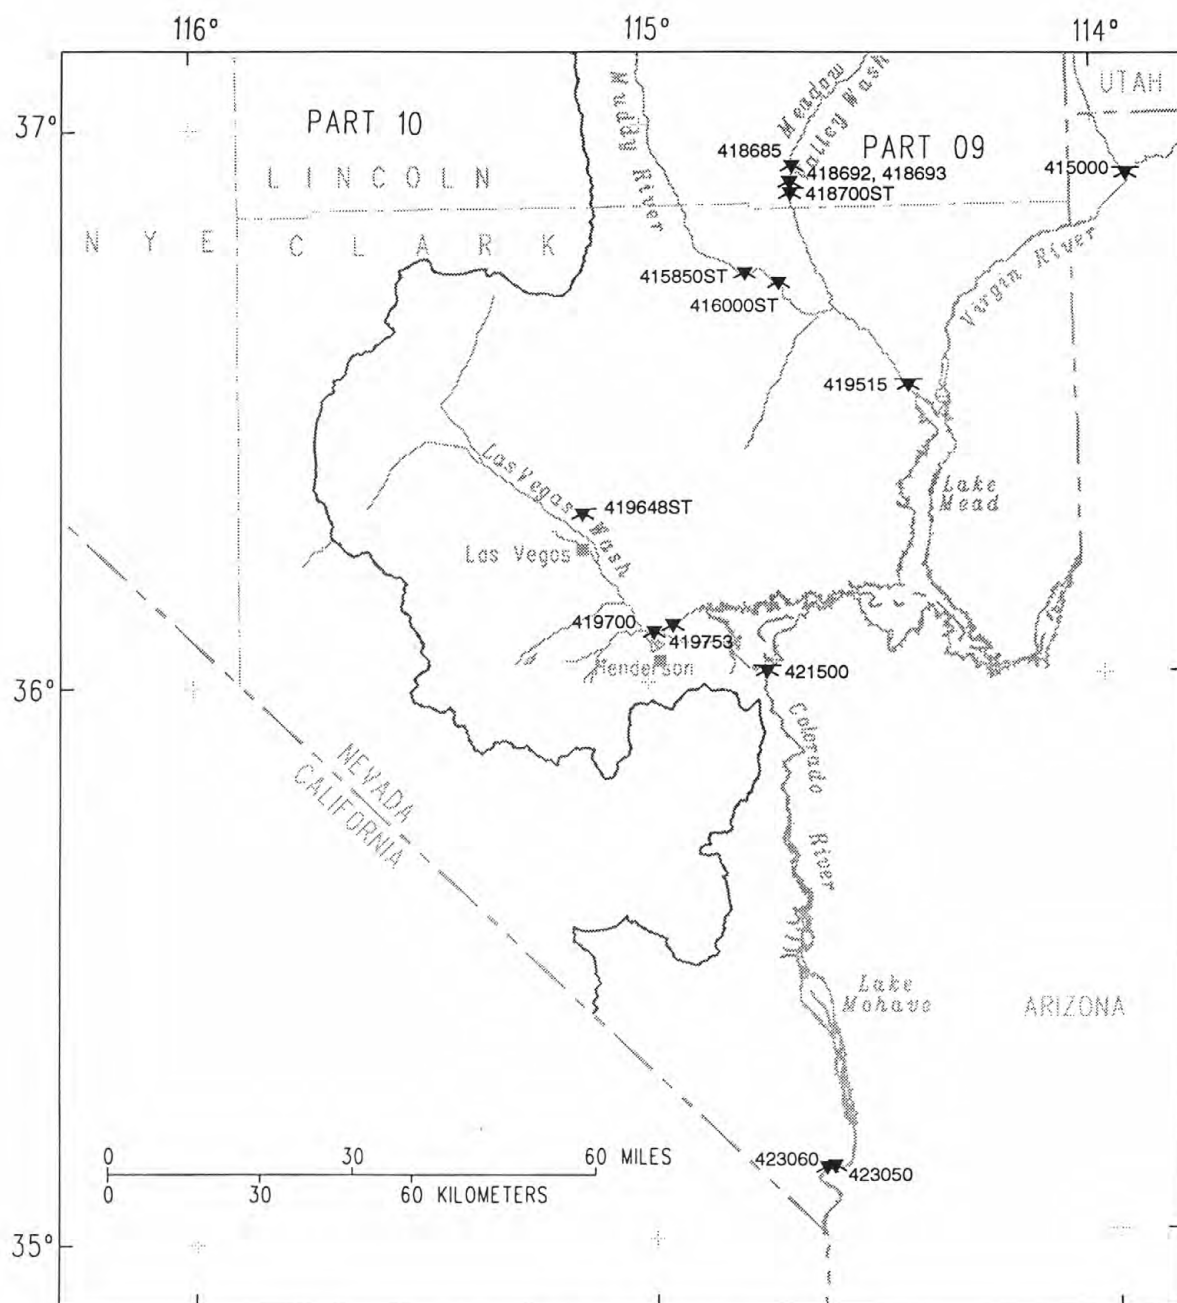 116° 115° 114°
UTAH
37°
PART 10
Muddy River
Meadow Valley Wash
PART 09
418685
418692, 418693
418700ST
415000
LINCOLN
NYE
CLARK
Virgin River
415850ST
416000ST
419515
Las Vegas Wash
419648ST
Las Vegas
Lake
Mead
419700
419753
Henderson
421500
36°
Colorado River
NEVADA
CALIFORNIA
Lake
Mohave
ARIZONA
0 30 60 MILES
0 30 60 KILOMETERS
423060
423050
35°